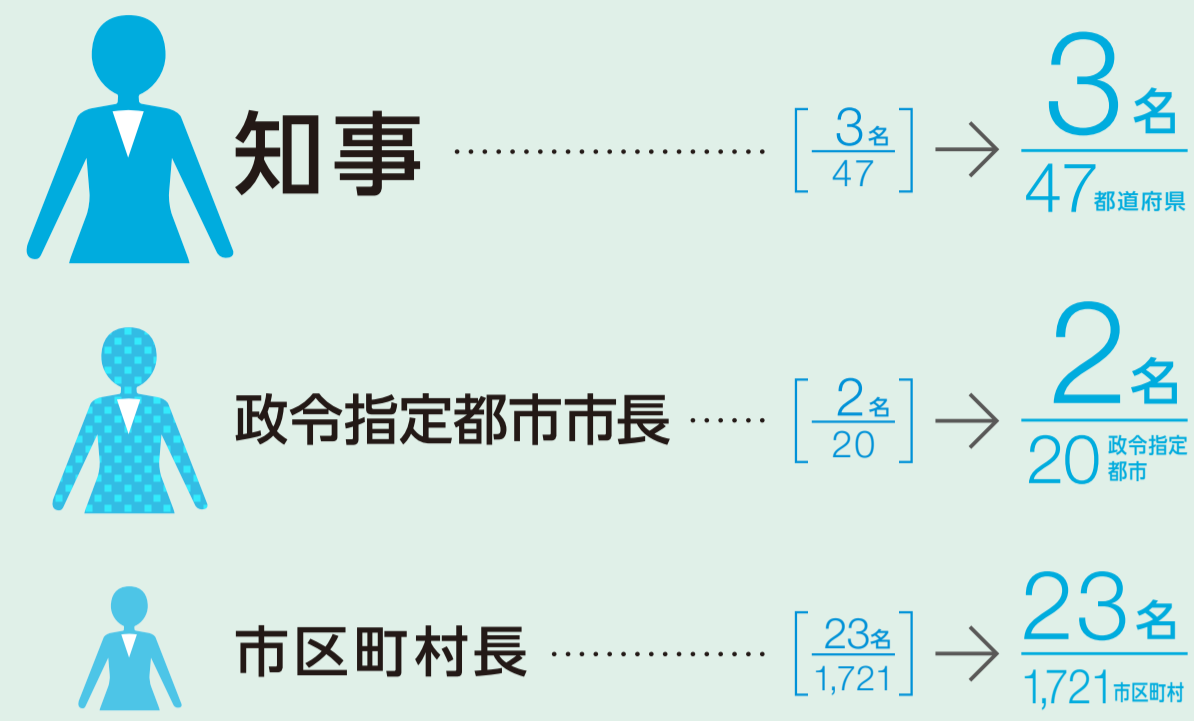 知事 …………………… [3名/47] → 3名/47都道府県
政令指定都市市長 …… [2名/20] → 2名/20政令指定都市
市区町村長 …………… [23名/1,721] → 23名/1,721市区町村